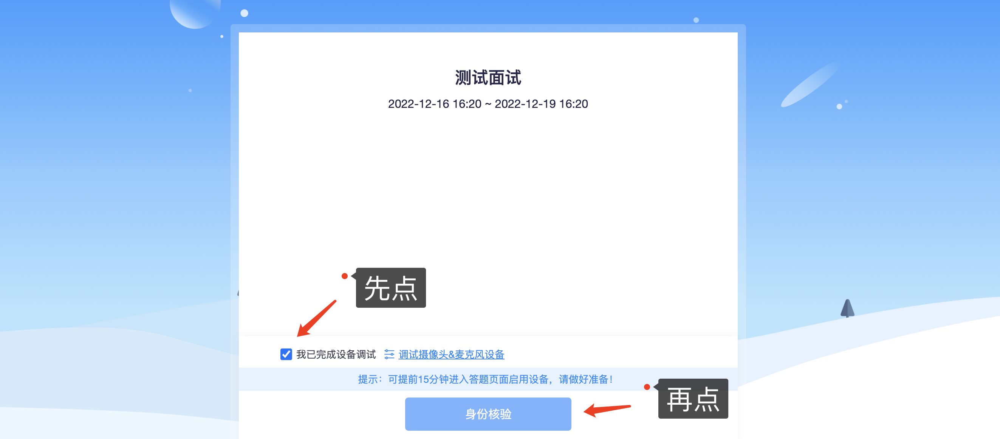 测试面试
2022-12-16 16:20 ~ 2022-12-19 16:20
先点
我已完成设备调试 调试摄像头&麦克风设备
提示：可提前15分钟进入答题页面启用设备，请做好准备！
再点
身份核验